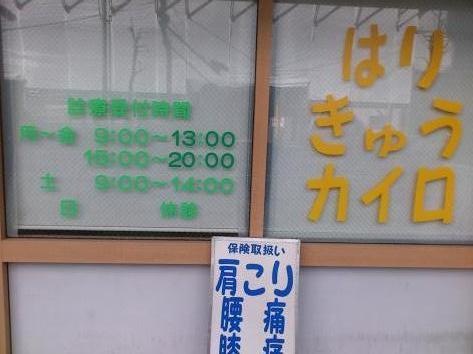 診療受付時間
月〜金 9:00〜13:00
16:00〜20:00
土 9:00〜14:00
日 休診
はり
きゅう
カイロ
保険取扱い
肩こり
腰痛
膝